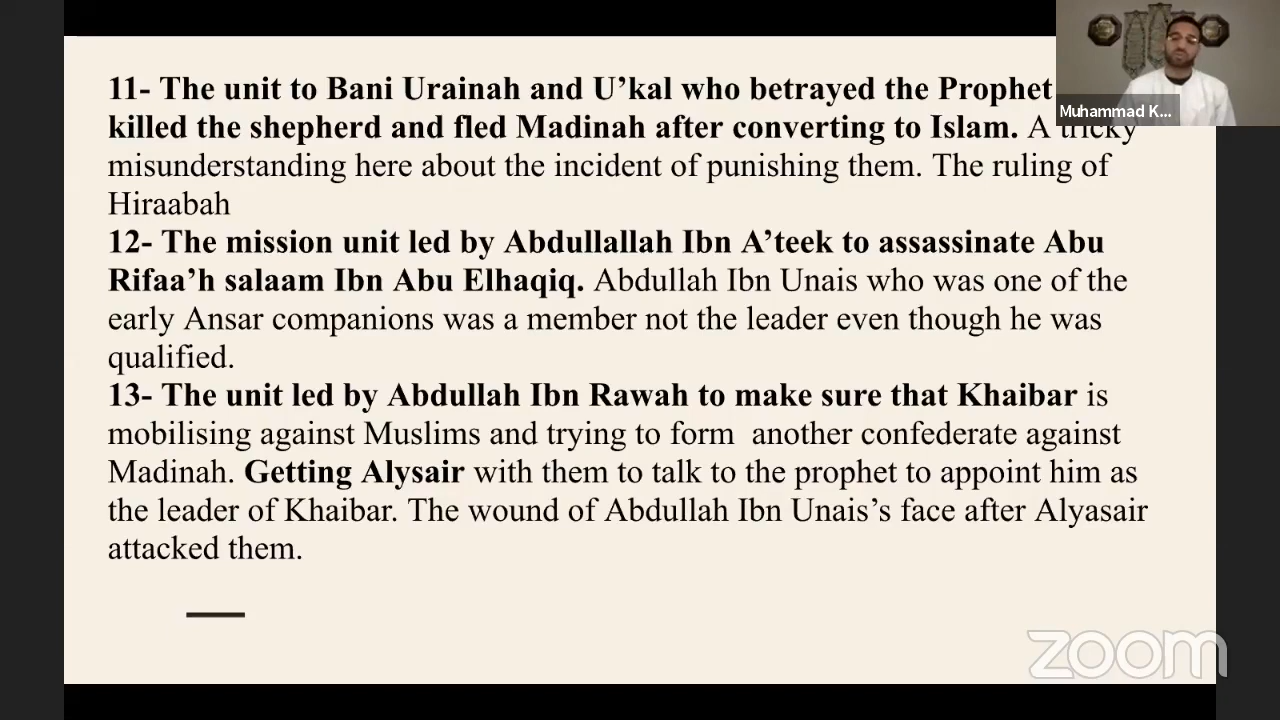 11- The unit to Bani Urainah and U’kal who betrayed the Prophet
killed the shepherd and fled Madinah after converting to Islam. A tricky
misunderstanding here about the incident of punishing them. The ruling of
Hiraabah
12- The mission unit led by Abdullallah Ibn A’teek to assassinate Abu
Rifaa’h salaam Ibn Abu Elhaqiq. Abdullah Ibn Unais who was one of the
early Ansar companions was a member not the leader even though he was
qualified.
13- The unit led by Abdullah Ibn Rawah to make sure that Khaibar is
mobilising against Muslims and trying to form  another confederate against
Madinah. Getting Alysair with them to talk to the prophet to appoint him as
the leader of Khaibar. The wound of Abdullah Ibn Unais’s face after Alyasair
attacked them.
Muhammad K...
zoom